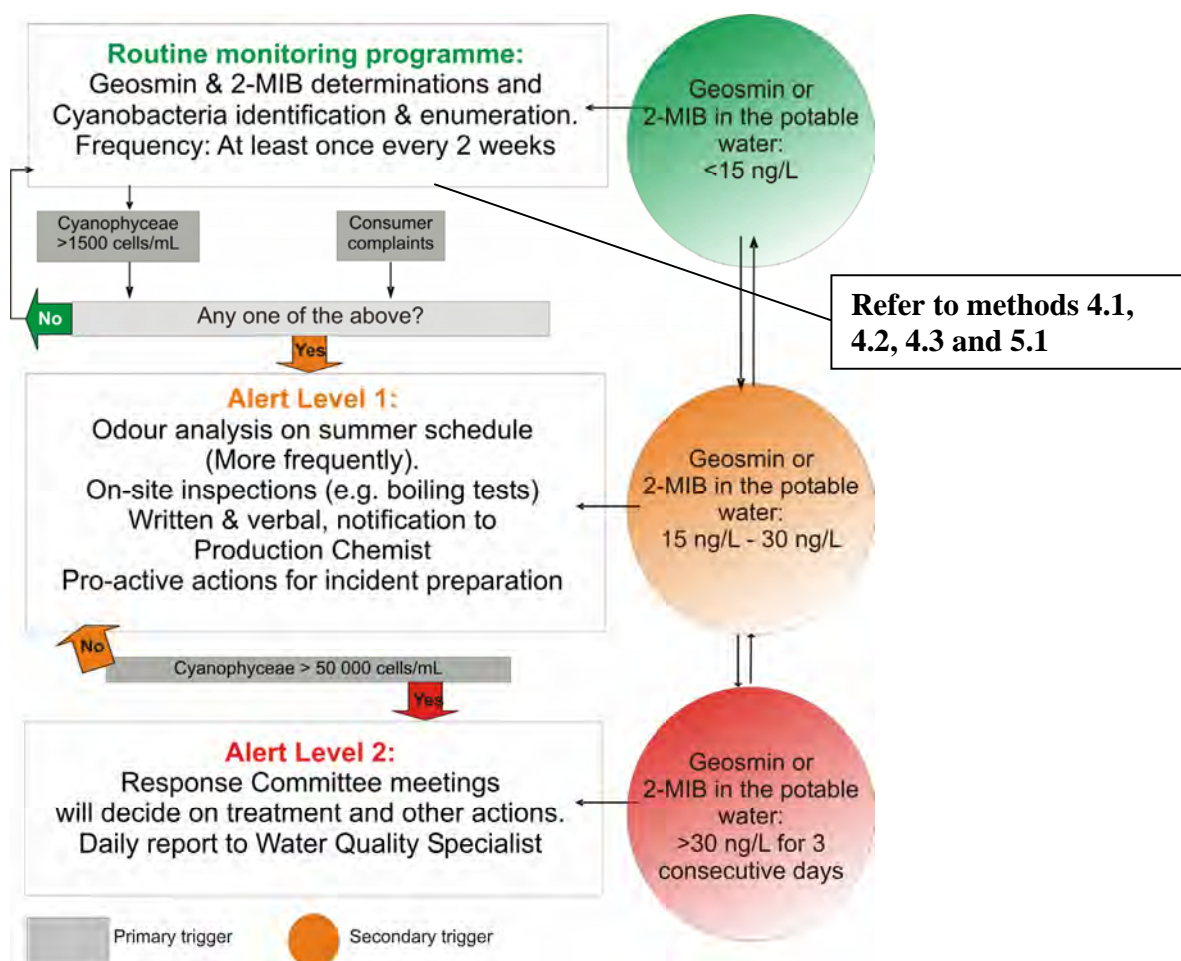 Routine monitoring programme:
Geosmin & 2-MIB determinations and
Cyanobacteria identification & enumeration.
Frequency: At least once every 2 weeks
Geosmin or
2-MIB in the potable
water:
<15 ng/L
Cyanophyceae
>1500 cells/mL
Consumer
complaints
Refer to methods 4.1,
4.2, 4.3 and 5.1
No
Any one of the above?
Yes
Alert Level 1:
Odour analysis on summer schedule
(More frequently).
On-site inspections (e.g. boiling tests)
Written & verbal, notification to
Production Chemist
Pro-active actions for incident preparation
Geosmin or
2-MIB in the potable
water:
15 ng/L - 30 ng/L
No
Cyanophyceae > 50 000 cells/mL
Yes
Alert Level 2:
Response Committee meetings
will decide on treatment and other actions.
Daily report to Water Quality Specialist
Geosmin or
2-MIB in the potable
water:
>30 ng/L for 3
consecutive days
Primary trigger
Secondary trigger